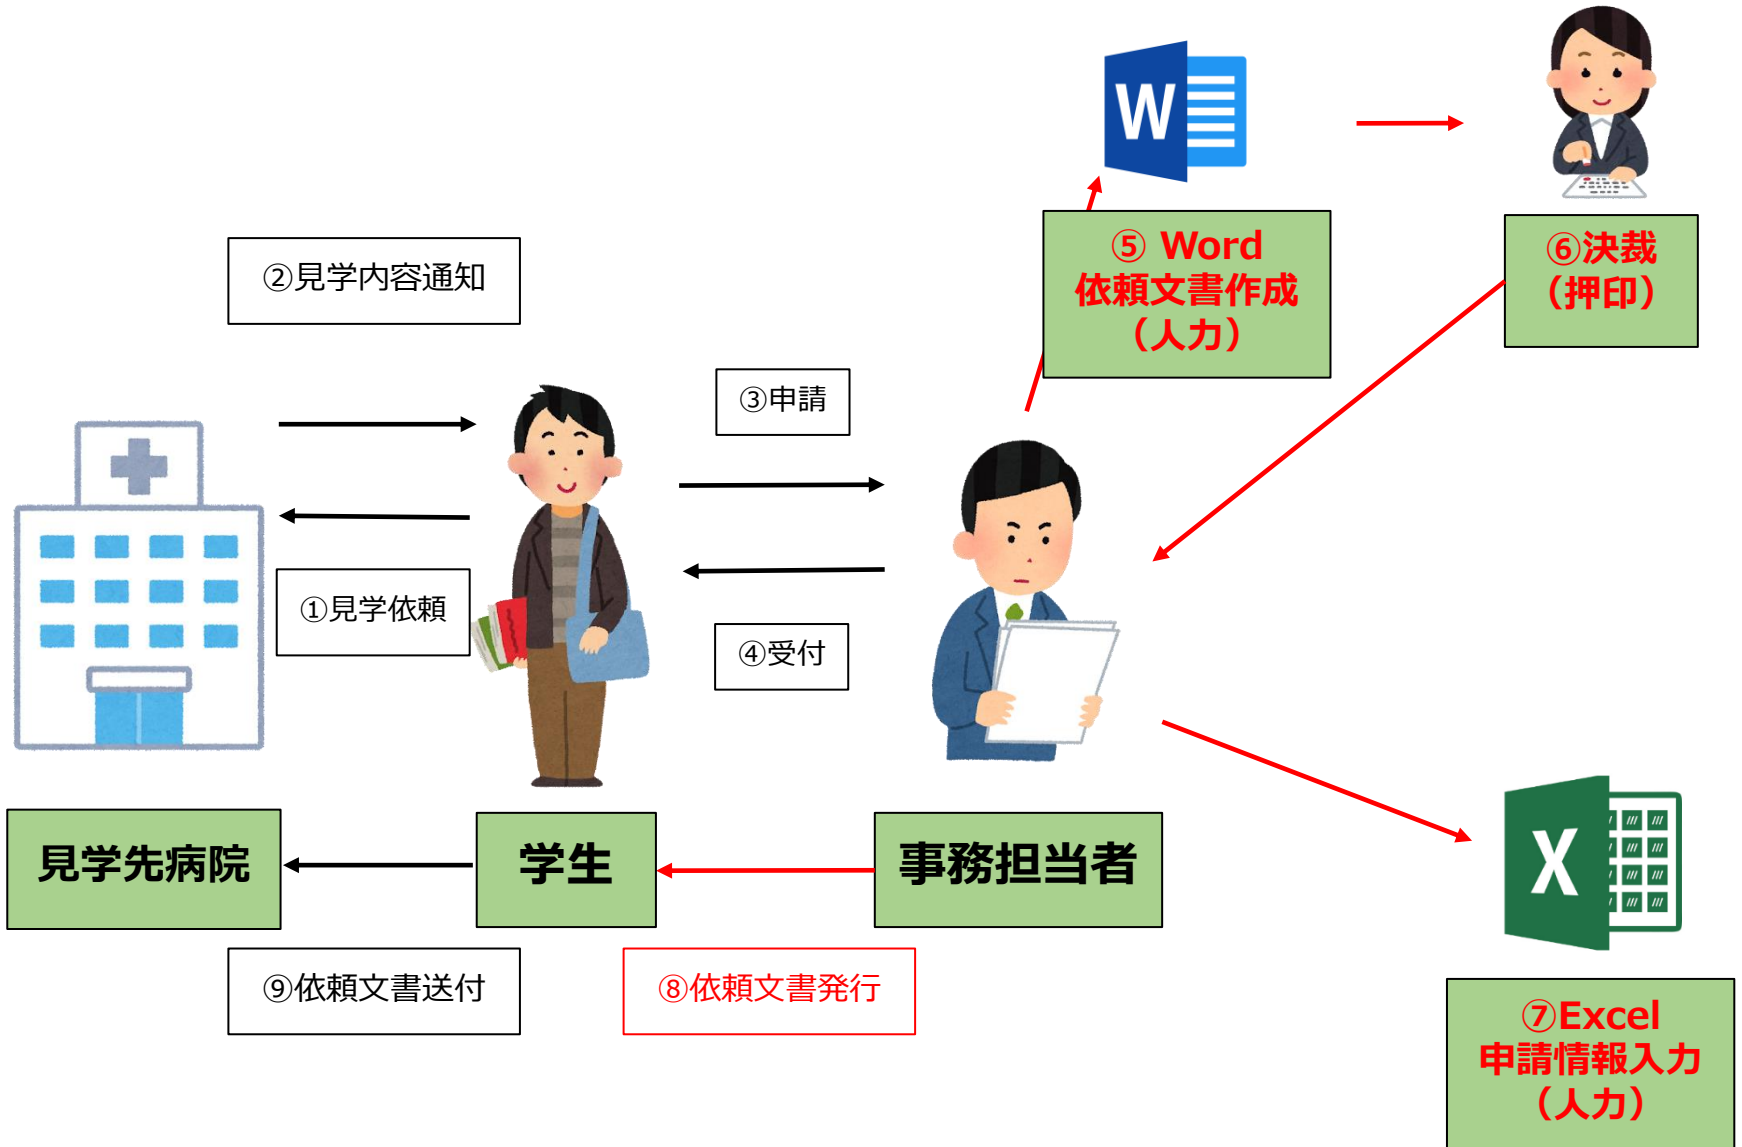 W
⑤ Word
依頼文書作成
（人力）
⑥決裁
（押印）
②見学内容通知
③申請
①見学依頼
④受付
見学先病院
学生
事務担当者
X
⑨依頼文書送付
⑧依頼文書発行
⑦Excel
申請情報入力
（人力）